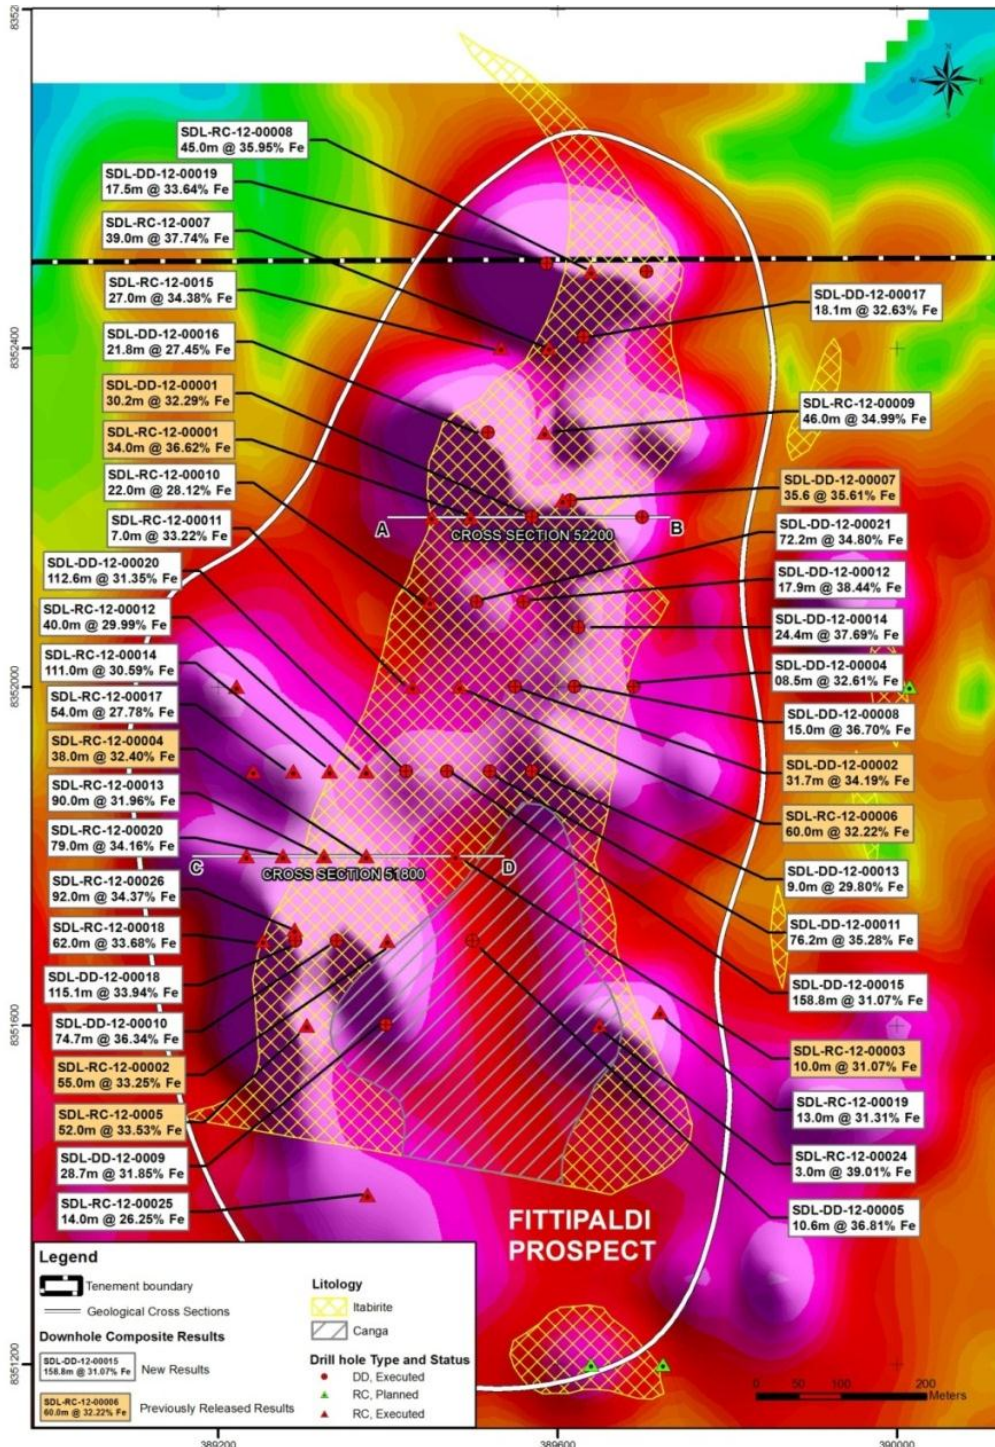 8352400
8352000
8351600
8351200
N
W
E
S
SDL-RC-12-00008
45.0m @ 35.95% Fe
SDL-DD-12-00019
17.5m @ 33.64% Fe
SDL-RC-12-0007
39.0m @ 37.74% Fe
SDL-RC-12-0015
27.0m @ 34.38% Fe
SDL-DD-12-00016
21.8m @ 27.45% Fe
SDL-DD-12-00001
30.2m @ 32.29% Fe
SDL-RC-12-00001
34.0m @ 36.62% Fe
SDL-RC-12-00010
22.0m @ 28.12% Fe
SDL-RC-12-00011
7.0m @ 33.22% Fe
SDL-DD-12-00020
112.6m @ 31.35% Fe
SDL-RC-12-00012
40.0m @ 29.99% Fe
SDL-RC-12-00014
111.0m @ 30.59% Fe
SDL-RC-12-00017
54.0m @ 27.78% Fe
SDL-RC-12-00004
38.0m @ 32.40% Fe
SDL-RC-12-00013
90.0m @ 31.96% Fe
SDL-RC-12-00020
79.0m @ 34.16% Fe
SDL-RC-12-00026
92.0m @ 34.37% Fe
SDL-RC-12-00018
62.0m @ 33.68% Fe
SDL-DD-12-00018
115.1m @ 33.94% Fe
SDL-DD-12-00010
74.7m @ 36.34% Fe
SDL-RC-12-00002
55.0m @ 33.25% Fe
SDL-RC-12-0005
52.0m @ 33.53% Fe
SDL-DD-12-0009
28.7m @ 31.85% Fe
SDL-RC-12-00025
14.0m @ 26.25% Fe
SDL-DD-12-00017
18.1m @ 32.63% Fe
SDL-RC-12-00009
46.0m @ 34.99% Fe
SDL-DD-12-00007
35.6 @ 35.61% Fe
SDL-DD-12-00021
72.2m @ 34.80% Fe
SDL-DD-12-00012
17.9m @ 38.44% Fe
SDL-DD-12-00014
24.4m @ 37.69% Fe
SDL-DD-12-00004
08.5m @ 32.61% Fe
SDL-DD-12-00008
15.0m @ 36.70% Fe
SDL-DD-12-00002
31.7m @ 34.19% Fe
SDL-DD-12-00006
60.0m @ 32.22% Fe
SDL-DD-12-00013
9.0m @ 29.80% Fe
SDL-DD-12-00011
76.2m @ 35.28% Fe
SDL-DD-12-00015
158.8m @ 31.07% Fe
SDL-RC-12-00003
10.0m @ 31.07% Fe
SDL-RC-12-00019
13.0m @ 31.31% Fe
SDL-RC-12-00024
3.0m @ 39.01% Fe
SDL-DD-12-00005
10.6m @ 36.81% Fe
A
CROSS SECTION 52200
B
C
CROSS SECTION 51800
D
FITTIPALDI
PROSPECT
Legend
Tenement boundary
Geological Cross Sections
Downhole Composite Results
SDL-DD-12-00015
158.8m @ 31.07% Fe
New Results
SDL-RC-12-00006
60.0m @ 32.22% Fe
Previously Released Results
Litology
Itabirite
Canga
Drill hole Type and Status
DD, Executed
RC, Planned
RC, Executed
0 50 100 200
Meters
389200
389600
390000